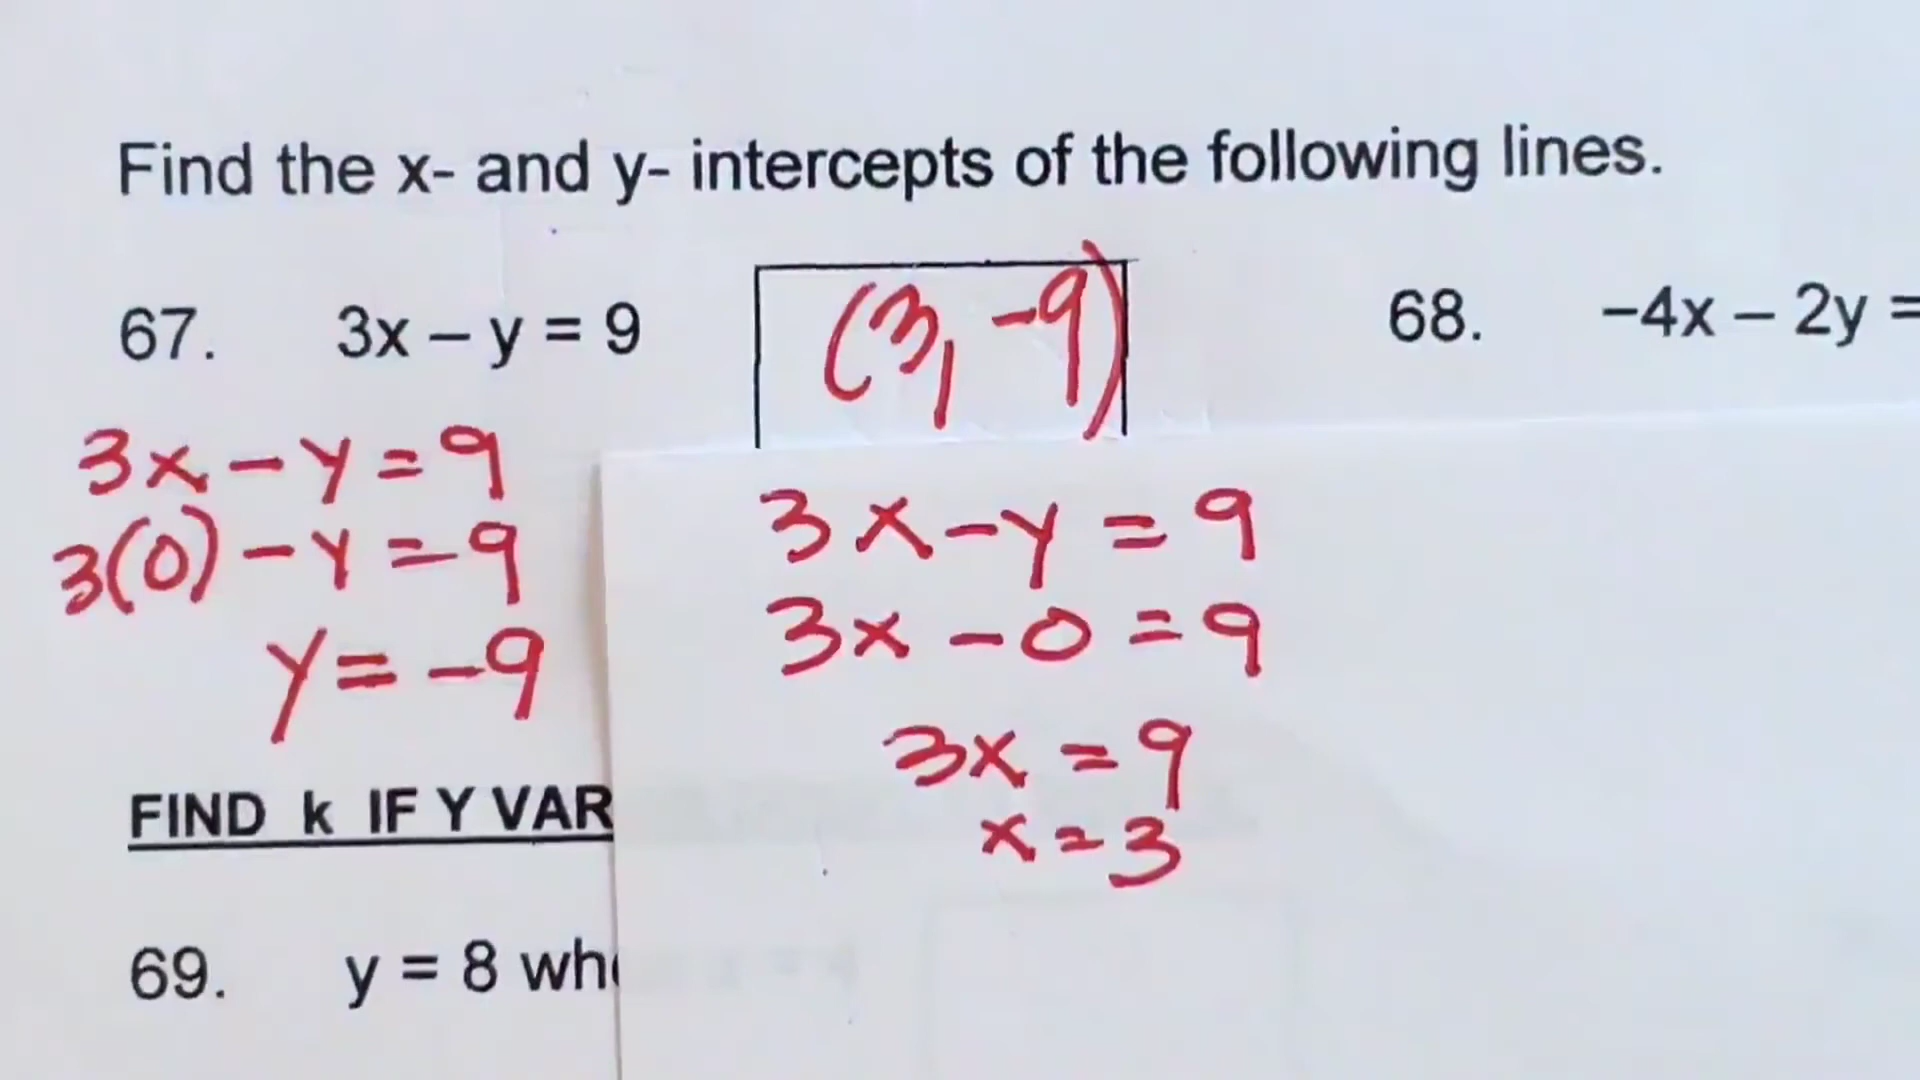 Find the x- and y- intercepts of the following lines.
67. 3x – y = 9
(3, -9)
68. –4x – 2y =
3x - y = 9
3(0) - y = 9
y = -9
3x - y = 9
3x - 0 = 9
3x = 9
x = 3
FIND k IF Y VAR
69. y = 8 wh